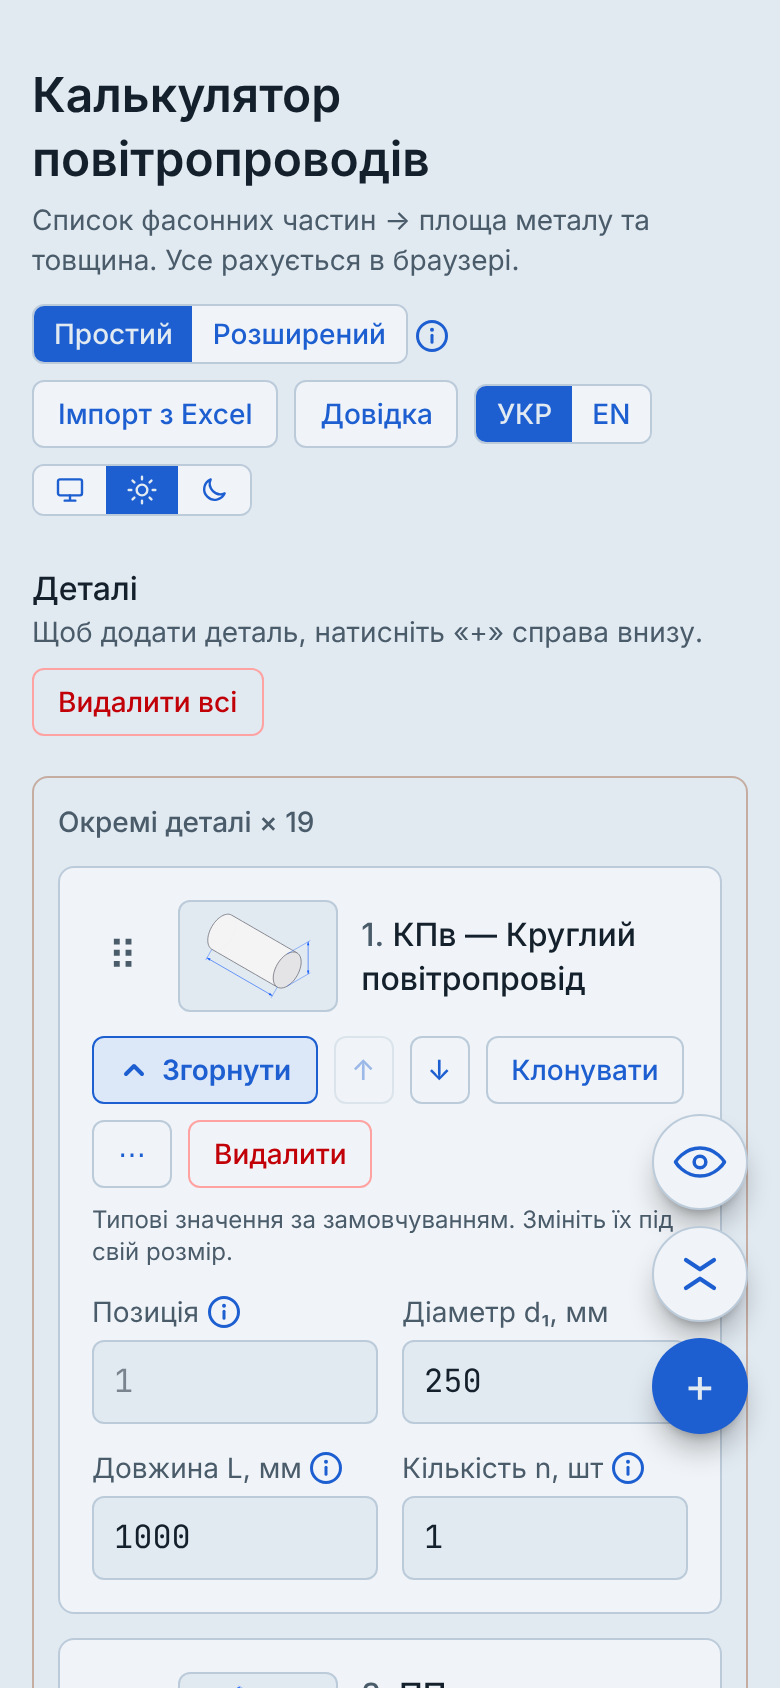 Калькулятор
повітропроводів
Список фасонних частин → площа металу та
товщина. Усе рахується в браузері.
Простий Розширений
Імпорт з Excel Довідка УКР EN
Деталі
Щоб додати деталь, натисніть «+» справа внизу.
Видалити всі
Окремі деталі × 19
1. КПв — Круглий
повітропровід
Згорнути ↑ ↓ Клонувати
... Видалити
Типові значення за замовчуванням. Змініть їх під
свій розмір.
Позиція Діаметр d₁, мм
1 250
+
Довжина L, мм Кількість n, шт
1000 1